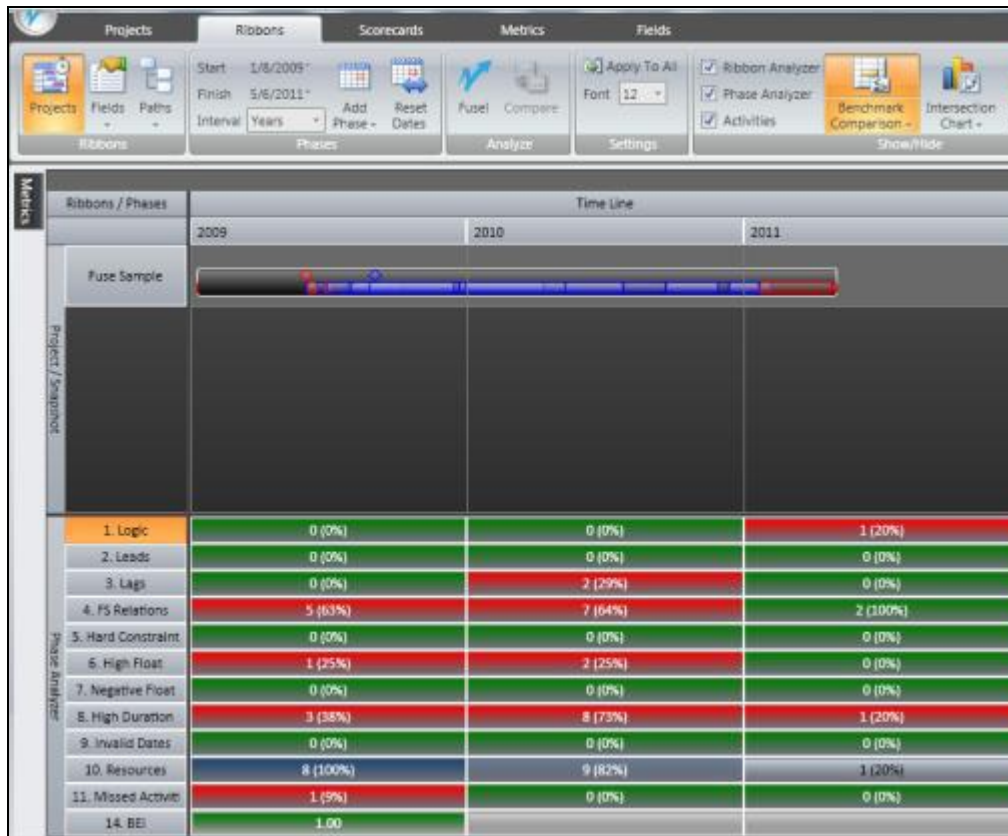 Projects Ribbons Scorecards Metrics Fields
Start 1/8/2009
Finish 5/6/2011
Interval Years
Projects Fields Paths
Add Phase
Reset Dates
Fuse!
Compare
Apply To All
Font 12
Ribbon Analyzer
Phase Analyzer
Activities
Benchmark Comparison
Intersection Chart
Ribbons Phases Analyze Settings Show/Hide
Metrics
Ribbons / Phases Time Line
2009 2010 2011
Fuse Sample
Project / Snapshot
Phase Analyzer
1. Logic 0 (0%) 0 (0%) 1 (20%)
2. Leads 0 (0%) 0 (0%) 0 (0%)
3. Lags 0 (0%) 2 (29%) 0 (0%)
4. FS Relations 5 (63%) 7 (64%) 2 (100%)
5. Hard Constraint 0 (0%) 0 (0%) 0 (0%)
6. High Float 1 (25%) 2 (25%) 0 (0%)
7. Negative Float 0 (0%) 0 (0%) 0 (0%)
8. High Duration 3 (38%) 8 (73%) 1 (20%)
9. Invalid Dates 0 (0%) 0 (0%) 0 (0%)
10. Resources 8 (100%) 9 (82%) 1 (20%)
11. Missed Activiti 1 (9%) 0 (0%) 0 (0%)
14. BEI 1.00